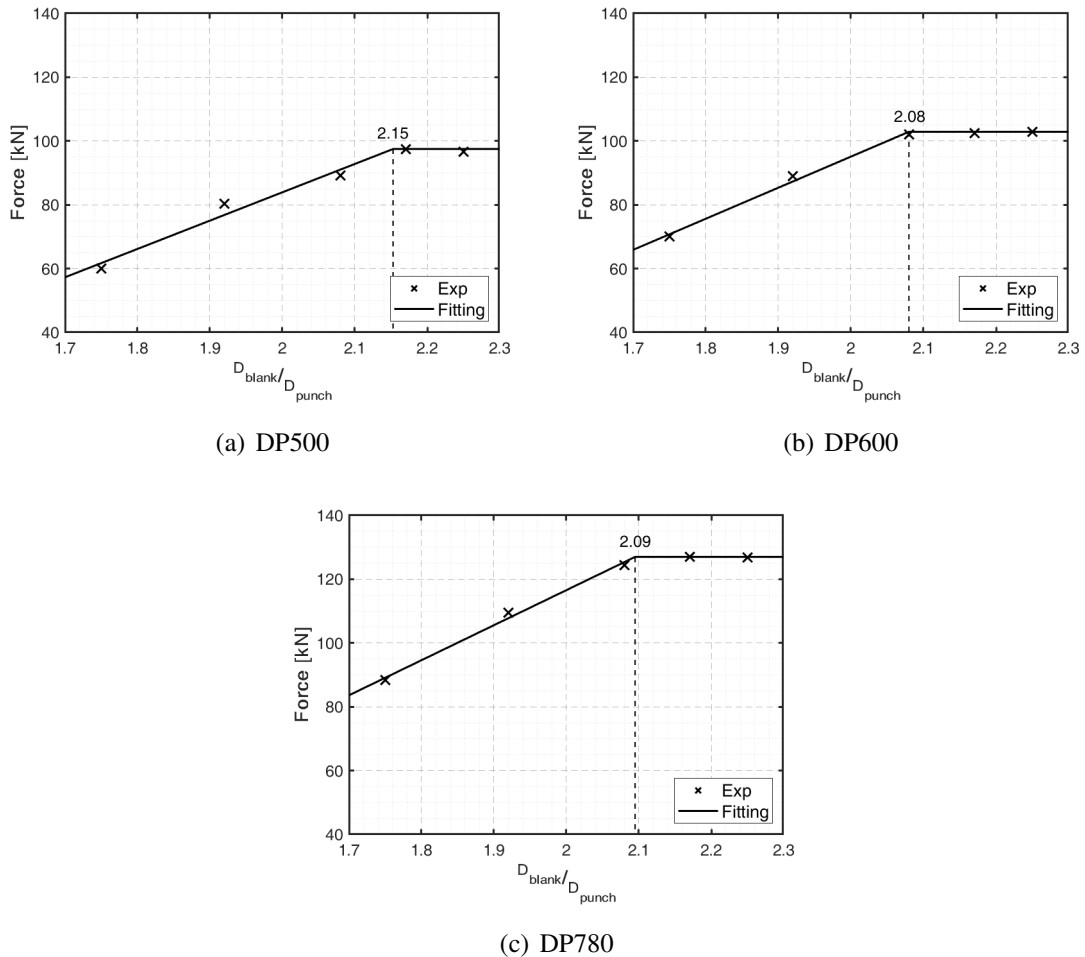 140
120
100
80
60
40
Force [kN]
2.15
Exp
Fitting
1.7 1.8 1.9 2 2.1 2.2 2.3
D_blank/D_punch
(a) DP500
140
120
100
80
60
40
Force [kN]
2.08
Exp
Fitting
1.7 1.8 1.9 2 2.1 2.2 2.3
D_blank/D_punch
(b) DP600
140
120
100
80
60
40
Force [kN]
2.09
Exp
Fitting
1.7 1.8 1.9 2 2.1 2.2 2.3
D_blank/D_punch
(c) DP780